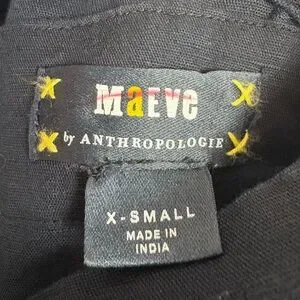 MaEVe
by ANTHROPOLOGIE
X-SMALL
MADE IN
INDIA